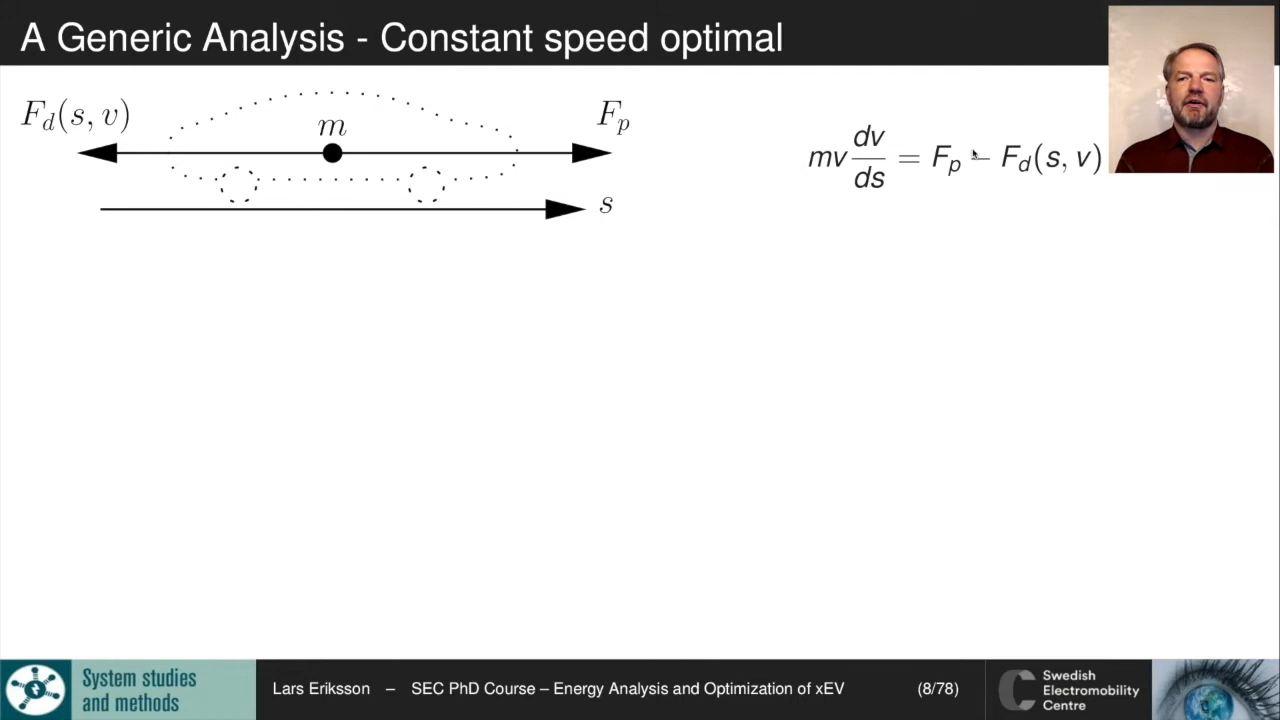 A Generic Analysis - Constant speed optimal
F_d(s, v)
m
F_p
s
mv dv/ds = F_p − F_d(s, v)
System studies
and methods
Lars Eriksson – SEC PhD Course – Energy Analysis and Optimization of xEV (8/78)
Swedish
Electromobility
Centre